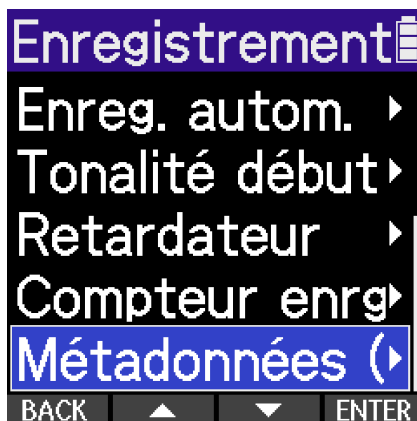 Enregistrement
Enreg. autom.
Tonalité début
Retardateur
Compteur enrg
Métadonnées (
BACK ENTER